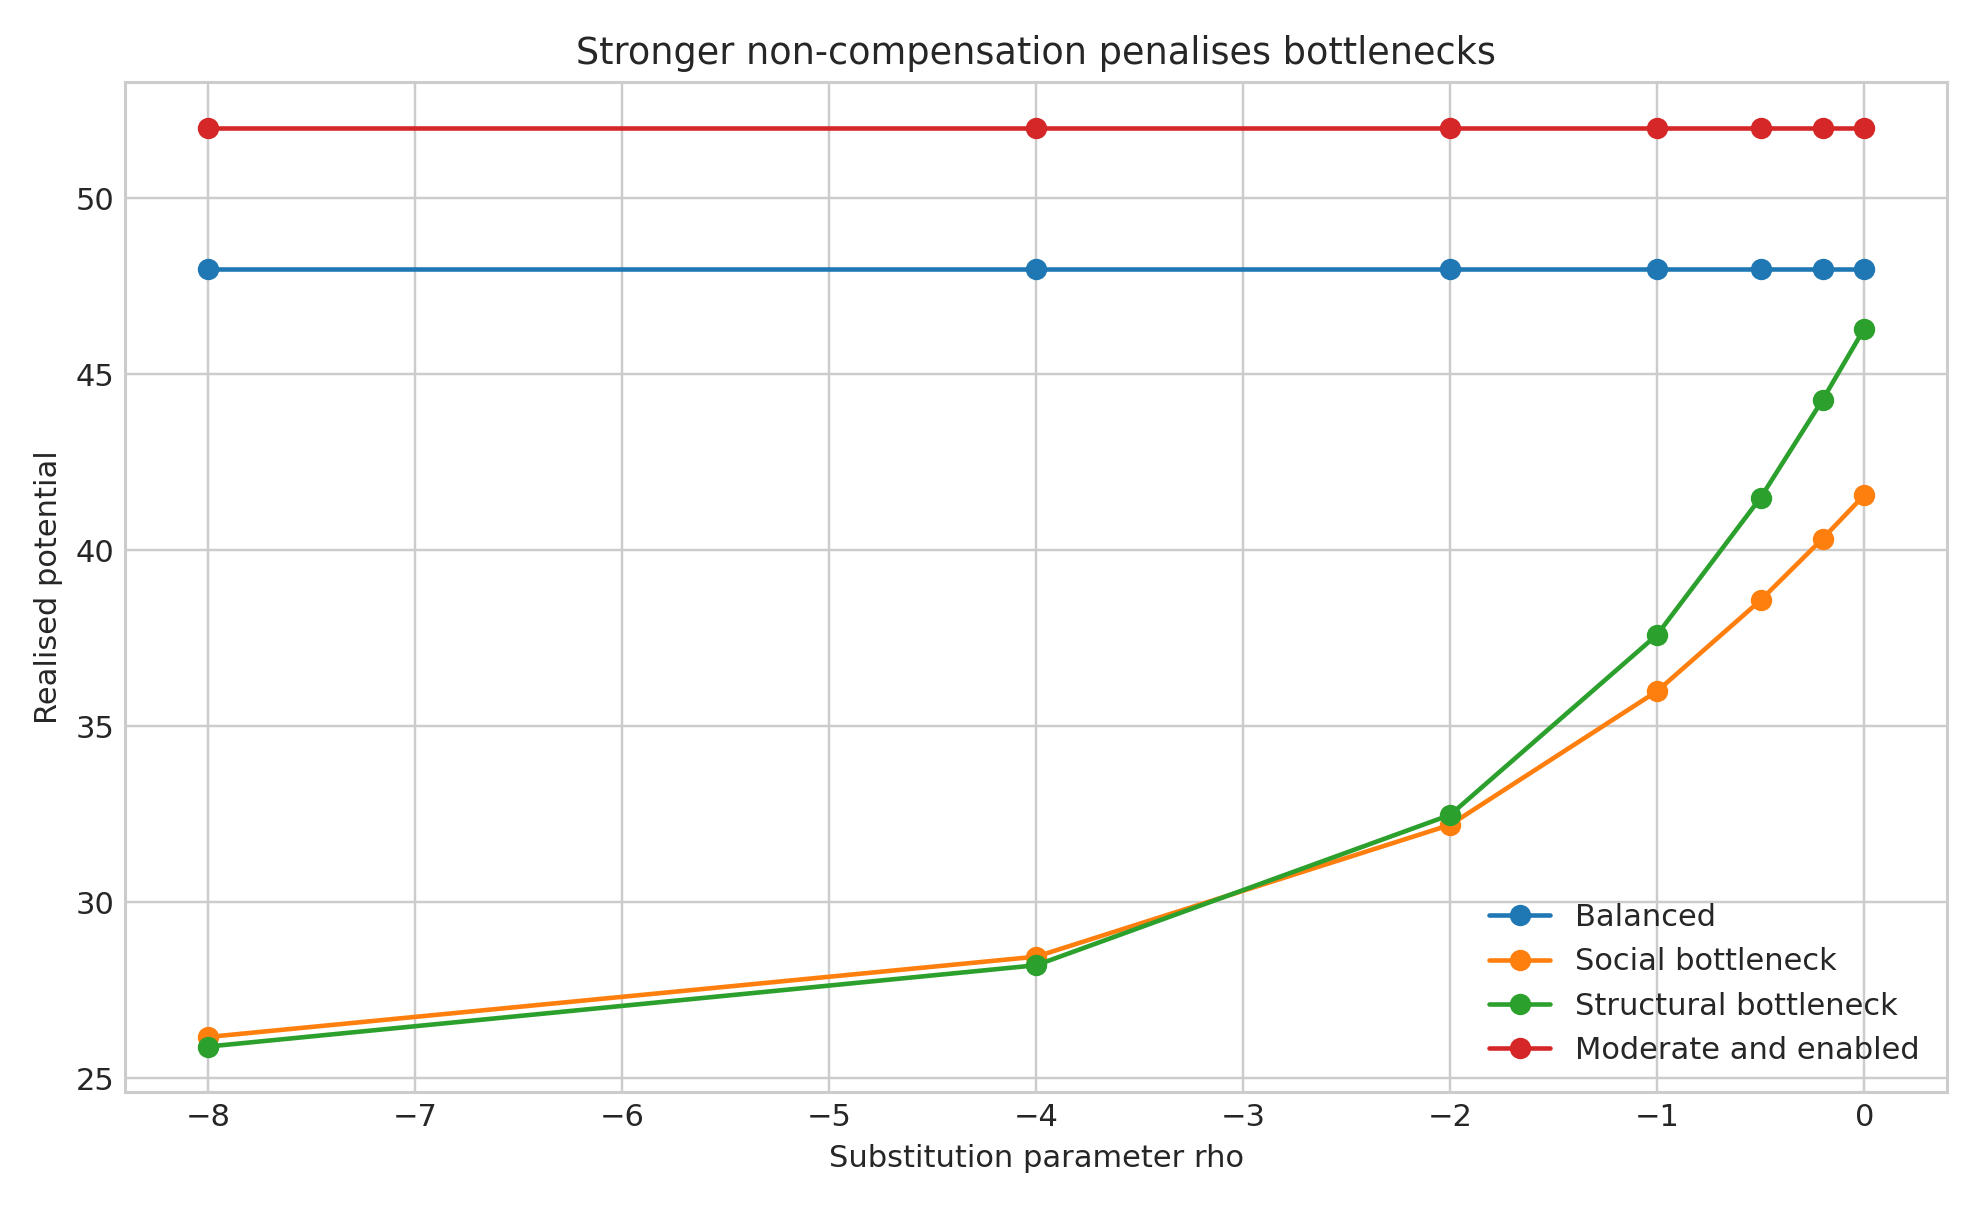 Stronger non-compensation penalises bottlenecks
Realised potential
50
45
40
35
30
25
Balanced
Social bottleneck
Structural bottleneck
Moderate and enabled
−8 −7 −6 −5 −4 −3 −2 −1 0
Substitution parameter rho